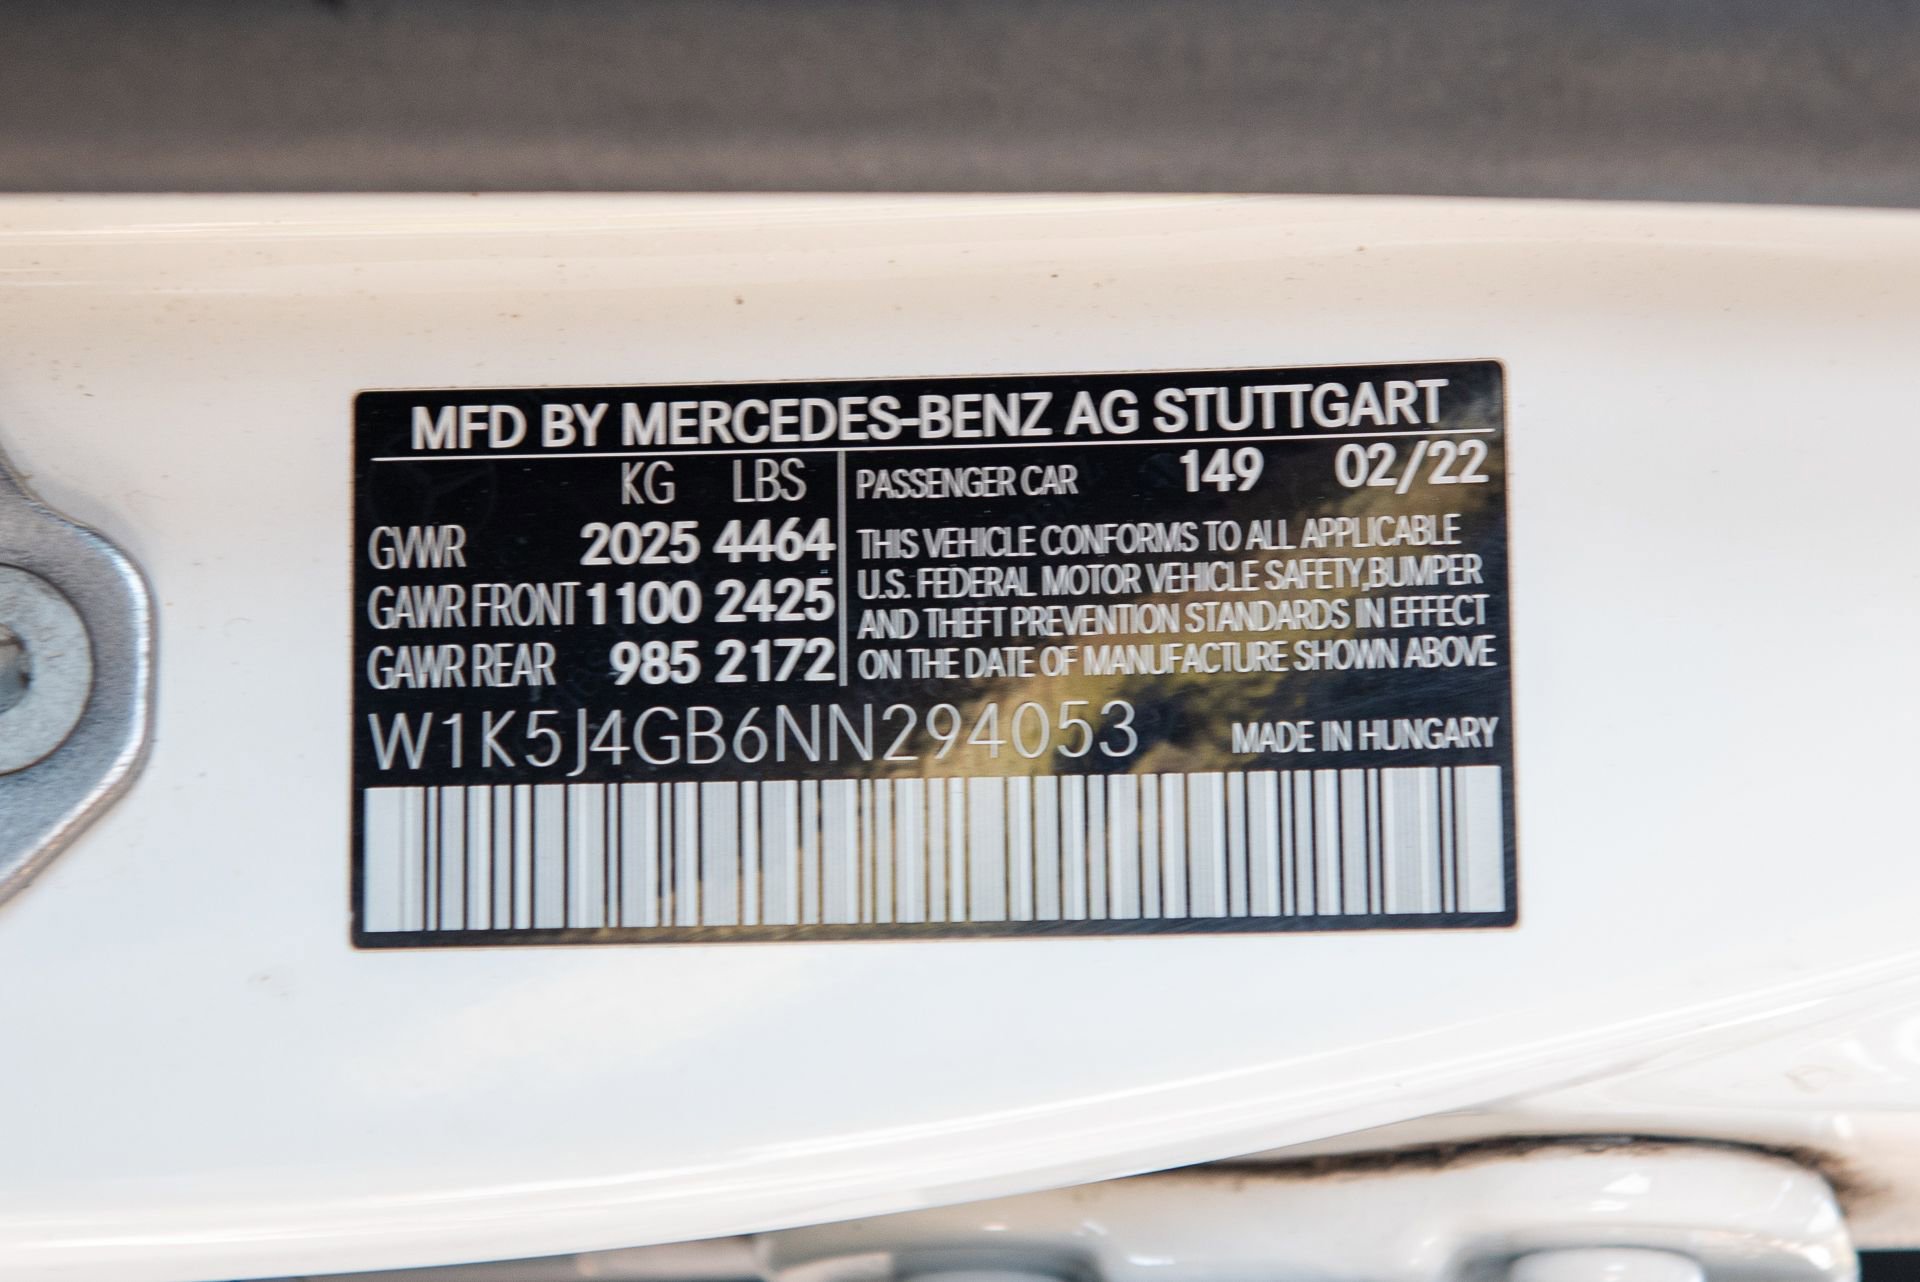 MFD BY MERCEDES-BENZ AG STUTTGART
KG LBS
GVWR 2025 4464
GAWR FRONT 1100 2425
GAWR REAR 985 2172
PASSENGER CAR 149 02/22
THIS VEHICLE CONFORMS TO ALL APPLICABLE
U.S. FEDERAL MOTOR VEHICLE SAFETY,BUMPER
AND THEFT PREVENTION STANDARDS IN EFFECT
ON THE DATE OF MANUFACTURE SHOWN ABOVE
W1K5J4GB6NN294053 MADE IN HUNGARY